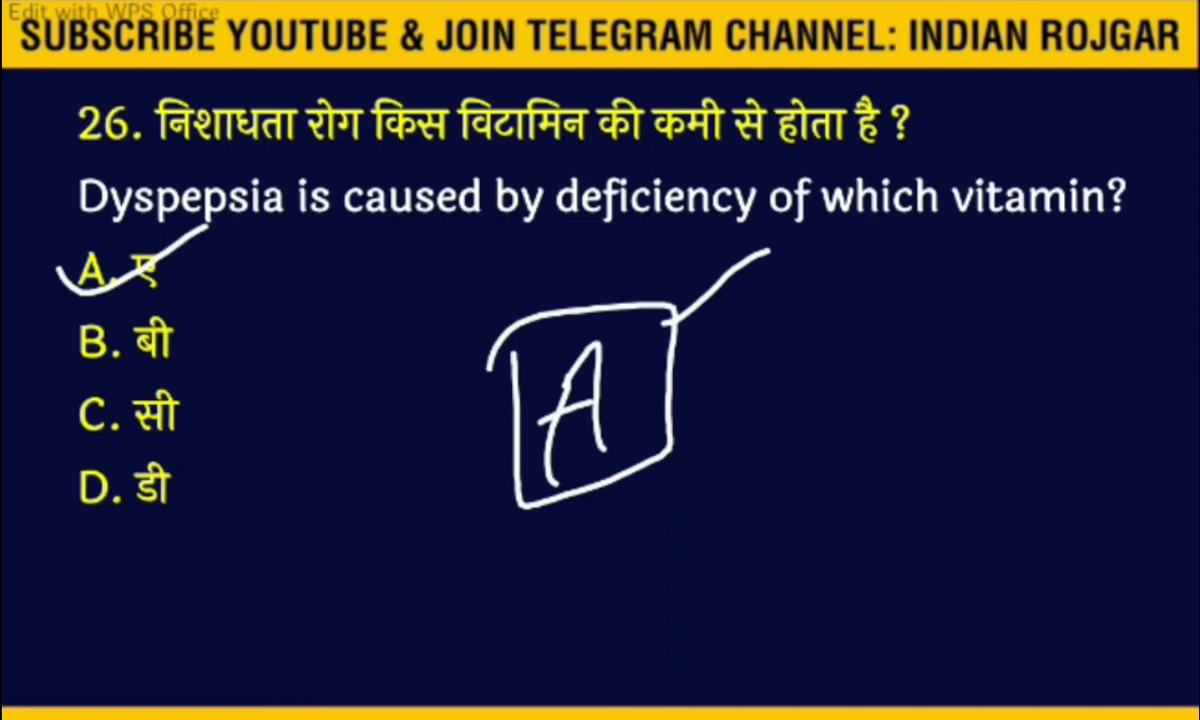 Edit with WPS Office
SUBSCRIBE YOUTUBE & JOIN TELEGRAM CHANNEL: INDIAN ROJGAR
26. निशाधता रोग किस विटामिन की कमी से होता है ?
Dyspepsia is caused by deficiency of which vitamin?
A. ए
B. बी
A
C. सी
D. डी